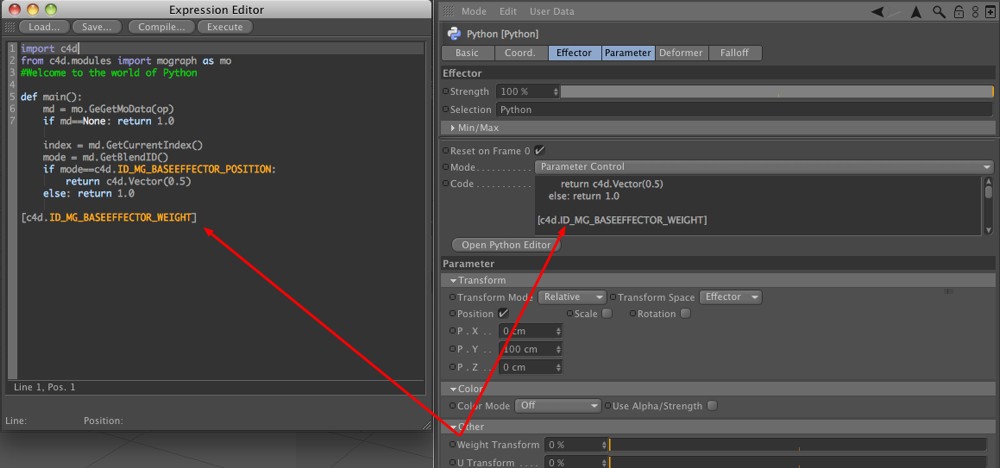 Expression Editor
Load... Save... Compile... Execute
1 import c4d
2 from c4d.modules import mograph as mo
3 #Welcome to the world of Python
4
5 def main():
6 md = mo.GeGetMoData(op)
7 if md==None: return 1.0
index = md.GetCurrentIndex()
mode = md.GetBlendID()
if mode==c4d.ID_MG_BASEEFFECTOR_POSITION:
return c4d.Vector(0.5)
else: return 1.0
[c4d.ID_MG_BASEEFFECTOR_WEIGHT]
Line 1, Pos. 1
Line: Position:
Mode Edit User Data
Python [Python]
Basic Coord. Effector Parameter Deformer Falloff
Effector
Strength 100 %
Selection Python
Min/Max
Reset on Frame 0
Mode........... Parameter Control
Code.......... return c4d.Vector(0.5)
else: return 1.0
[c4d.ID_MG_BASEEFFECTOR_WEIGHT]
Open Python Editor
Parameter
Transform
Transform Mode Relative Transform Space Effector
Position Scale Rotation
P . X . . 0 cm
P . Y . . 100 cm
P . Z . . 0 cm
Color
Color Mode Off Use Alpha/Strength
Other
Weight Transform 0 %
U Transform .... 0 %